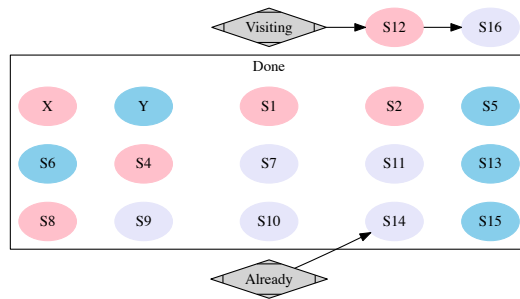 Visiting S12 S16
Done
X Y S1 S2 S5
S6 S4 S7 S11 S13
S8 S9 S10 S14 S15
Already